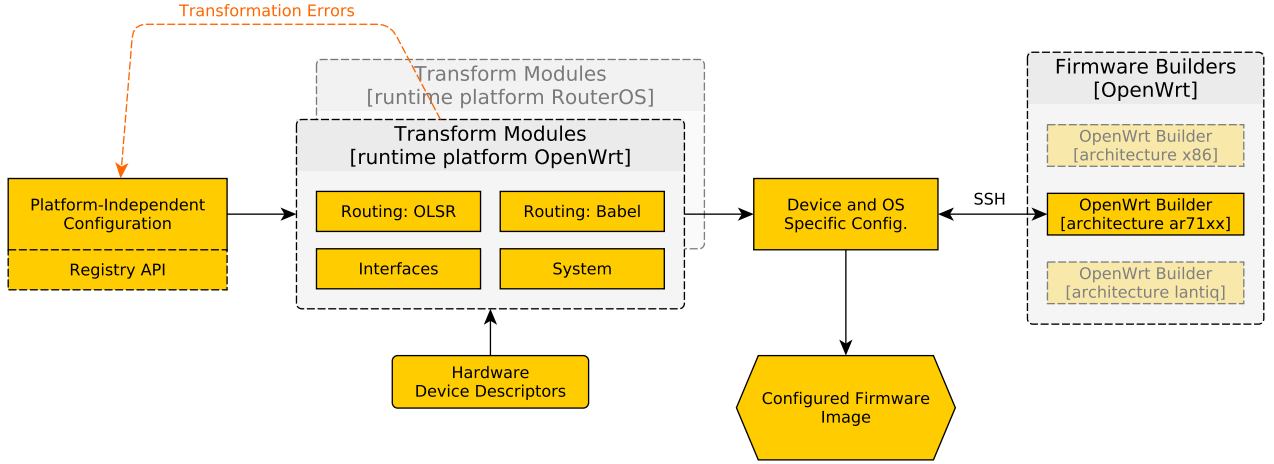 Transformation Errors
Transform Modules
[runtime platform RouterOS]
Transform Modules
[runtime platform OpenWrt]
Routing: OLSR
Routing: Babel
Interfaces
System
Platform-Independent
Configuration
Registry API
Hardware
Device Descriptors
Device and OS
Specific Config.
SSH
Configured Firmware
Image
Firmware Builders
[OpenWrt]
OpenWrt Builder
[architecture x86]
OpenWrt Builder
[architecture ar71xx]
OpenWrt Builder
[architecture lantiq]